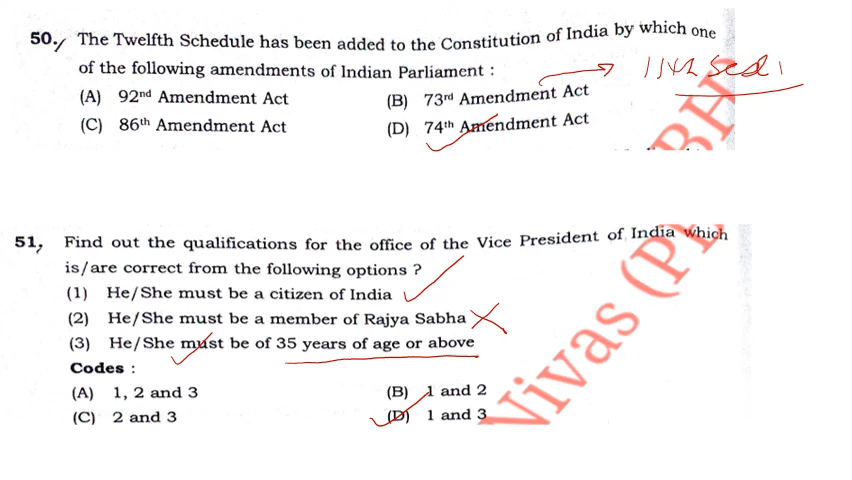 50. The Twelfth Schedule has been added to the Constitution of India by which one
of the following amendments of Indian Parliament :
(A) 92nd Amendment Act (B) 73rd Amendment Act
(C) 86th Amendment Act (D) 74th Amendment Act
51, Find out the qualifications for the office of the Vice President of India which
is/are correct from the following options ?
(1) He/She must be a citizen of India
(2) He/She must be a member of Rajya Sabha
(3) He/She must be of 35 years of age or above
Codes :
(A) 1, 2 and 3 (B) 1 and 2
(C) 2 and 3 (D) 1 and 3
Nivas